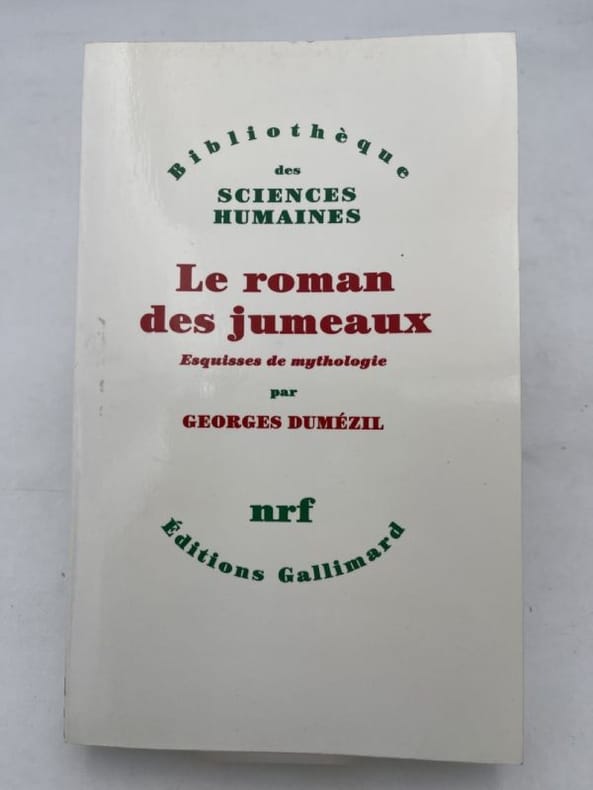 Bibliothèque
des
SCIENCES
HUMAINES
Le roman
des jumeaux
Esquisses de mythologie
par
GEORGES DUMÉZIL
nrf
Éditions Gallimard